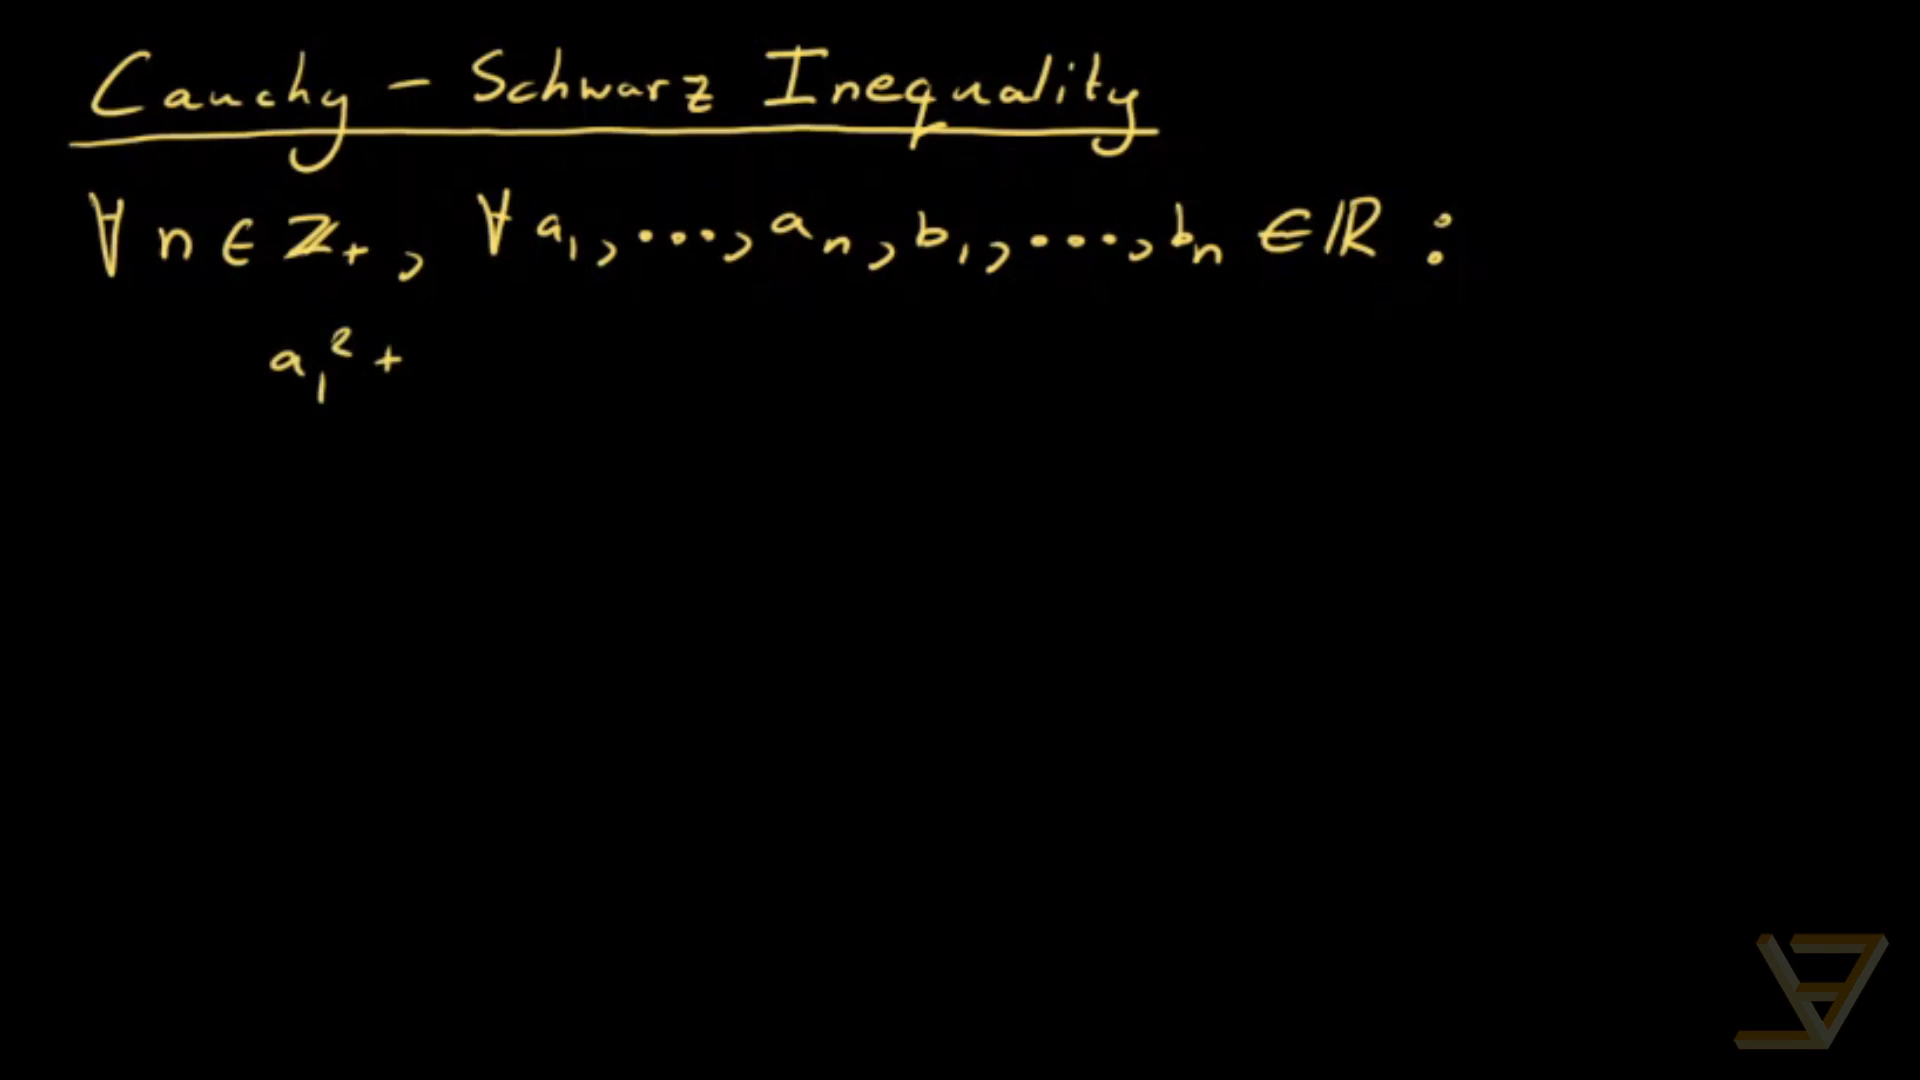 Cauchy - Schwarz Inequality
∀ n ∈ ℤ₊ , ∀ a₁ , ... , aₙ , b₁ , ... , bₙ ∈ ℝ :
a₁² +